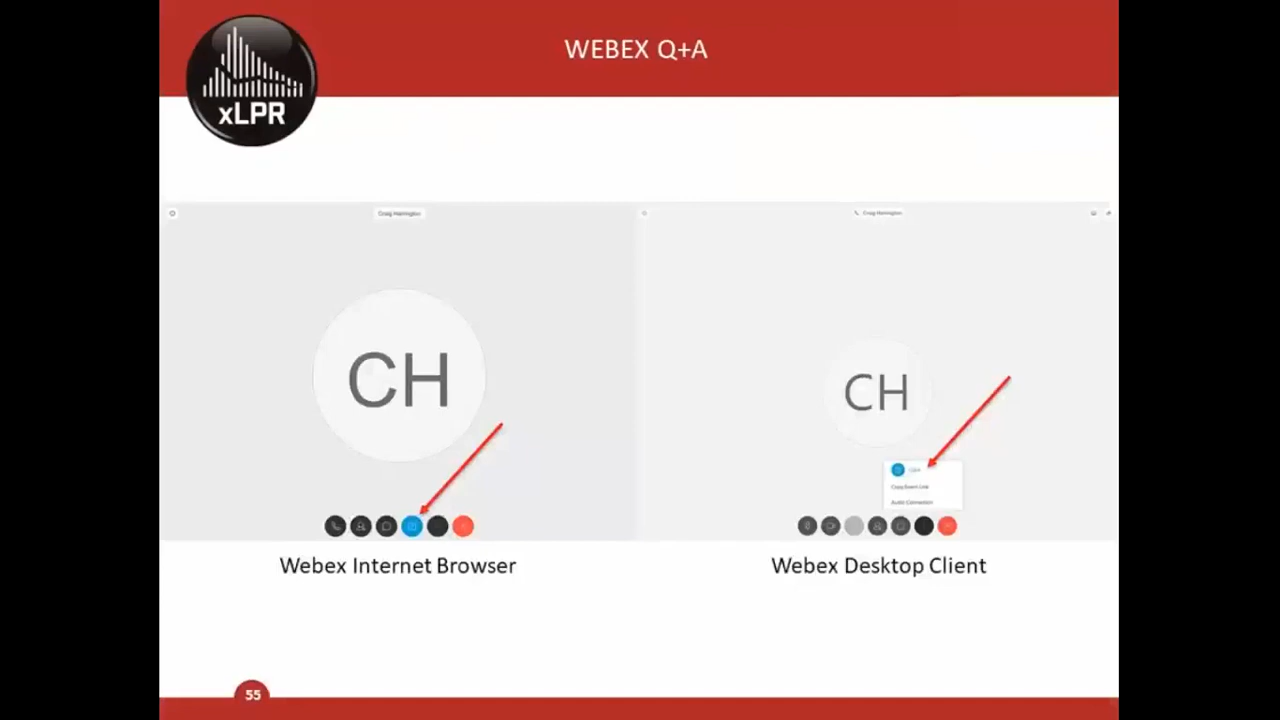 WEBEX Q+A
xLPR
Craig Harrington
Craig Harrington
CH
CH
Q&A
Copy Event Link
Audio Connection
Webex Internet Browser
Webex Desktop Client
55